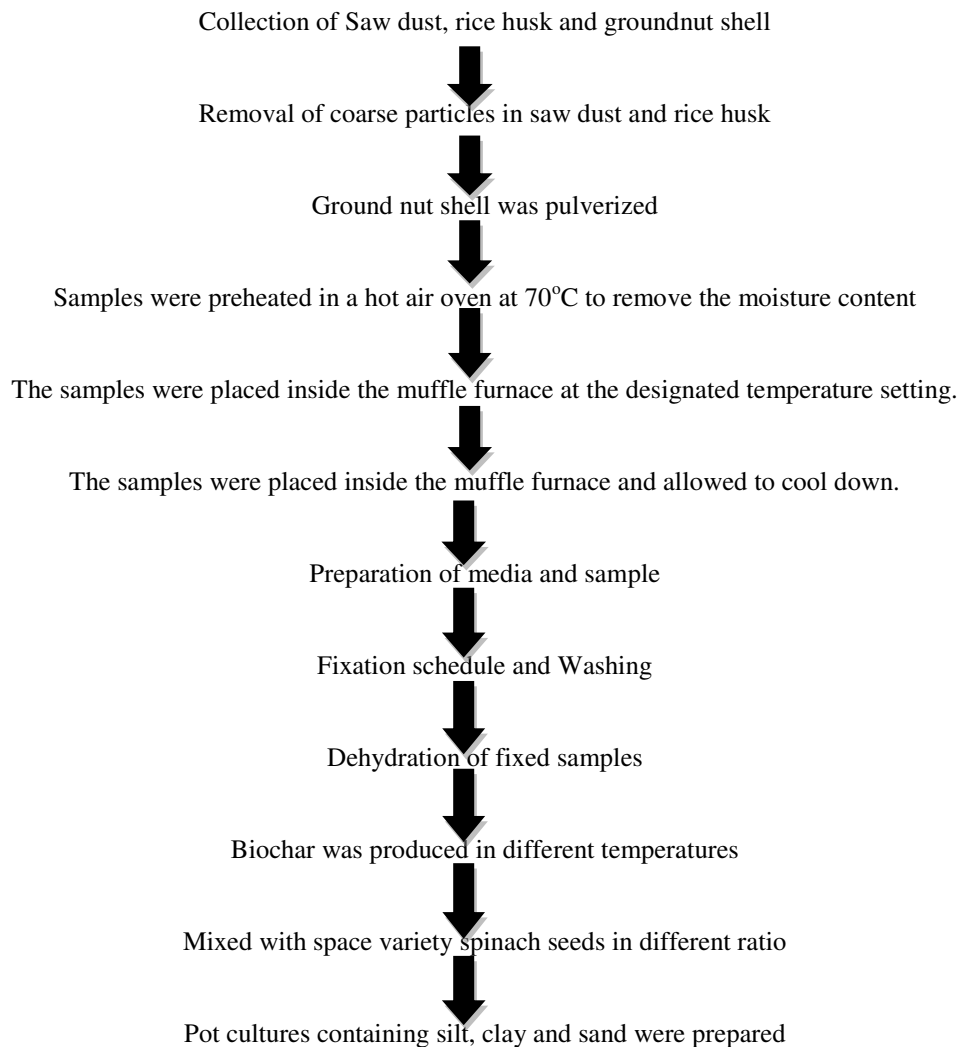 Collection of Saw dust, rice husk and groundnut shell
Removal of coarse particles in saw dust and rice husk
Ground nut shell was pulverized
Samples were preheated in a hot air oven at 70°C to remove the moisture content
The samples were placed inside the muffle furnace at the designated temperature setting.
The samples were placed inside the muffle furnace and allowed to cool down.
Preparation of media and sample
Fixation schedule and Washing
Dehydration of fixed samples
Biochar was produced in different temperatures
Mixed with space variety spinach seeds in different ratio
Pot cultures containing silt, clay and sand were prepared